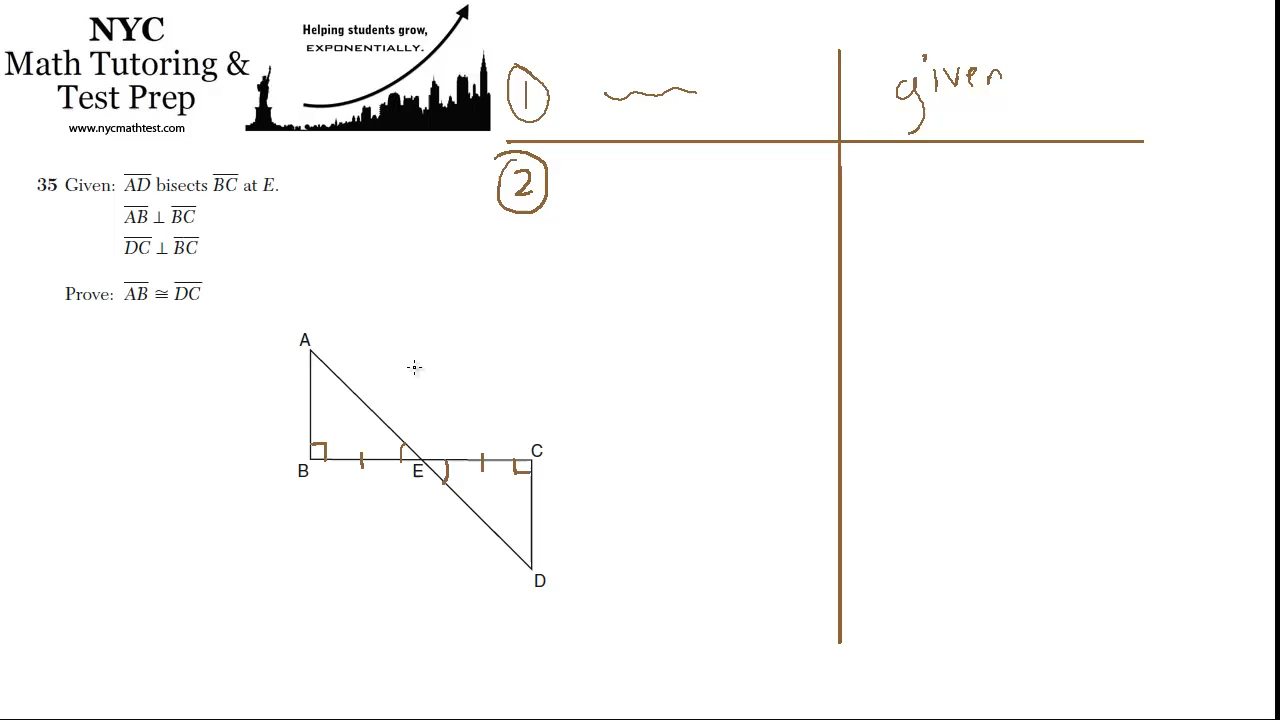 NYC
Math Tutoring &
Test Prep
www.nycmathtest.com
Helping students grow,
EXPONENTIALLY.
35 Given: AD bisects BC at E.
AB ⊥ BC
DC ⊥ BC
Prove: AB ≅ DC
1 given
2
A
B
E
C
D